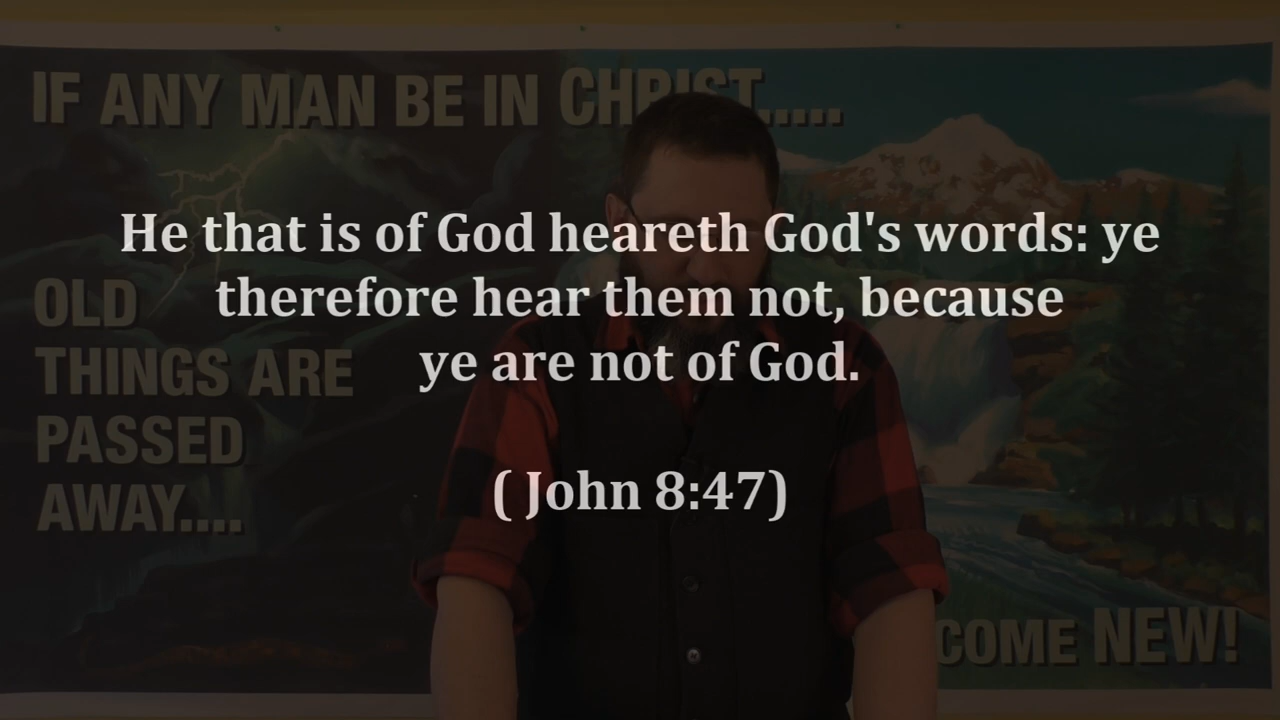 IF ANY MAN BE IN CHRIST.....
He that is of God heareth God's words: ye
therefore hear them not, because
ye are not of God.
( John 8:47)
OLD
THINGS ARE
PASSED
AWAY....
COME NEW!